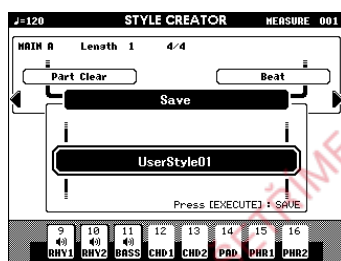 ♩=120 STYLE CREATOR MEASURE 001
MAIN A Length 1 4/4
Part Clear Beat
Save
UserStyle01
Press [EXECUTE] : SAVE
9 10 11 12 13 14 15 16
RHY1 RHY2 BASS CHD1 CHD2 PAD PHR1 PHR2